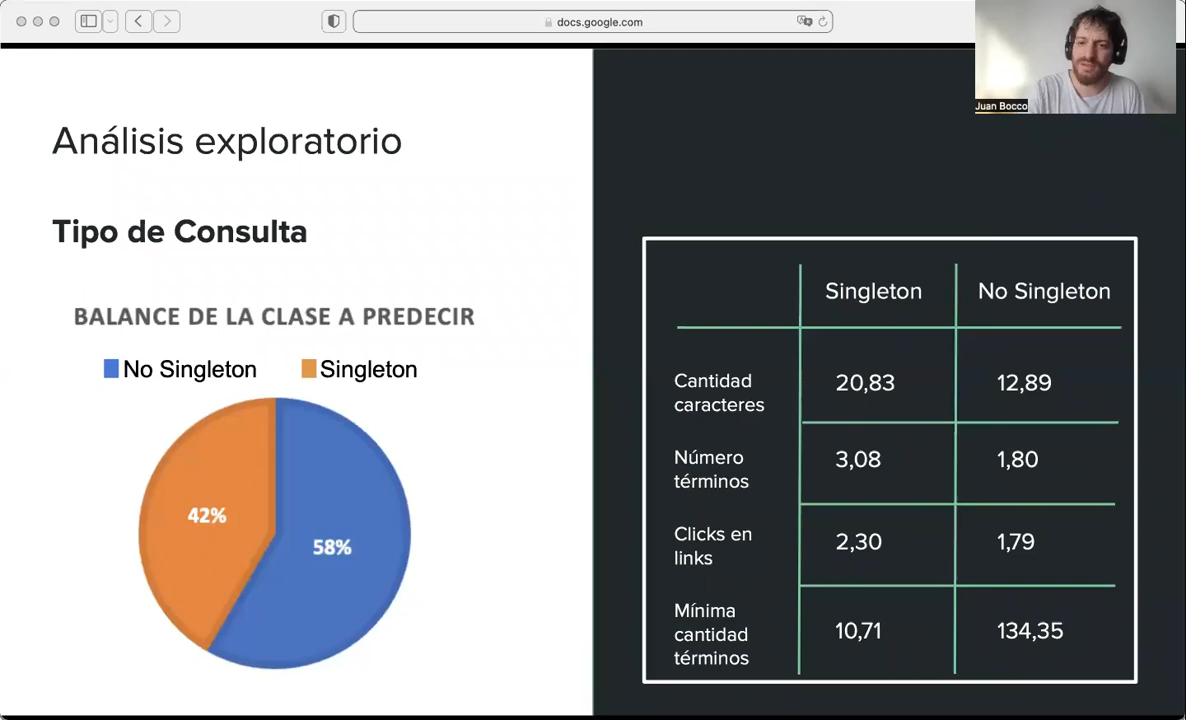 docs.google.com
Juan Bocco
Análisis exploratorio
Tipo de Consulta
BALANCE DE LA CLASE A PREDECIR
No Singleton Singleton
42%
58%
Singleton No Singleton
Cantidad caracteres 20,83 12,89
Número términos 3,08 1,80
Clicks en links 2,30 1,79
Mínima cantidad términos 10,71 134,35